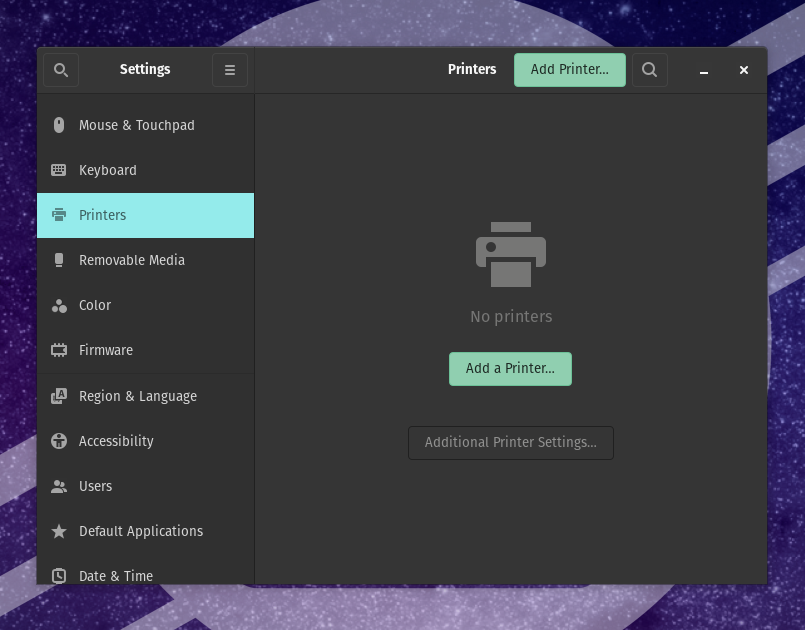 Settings
Printers
Add Printer...
Mouse & Touchpad
Keyboard
Printers
Removable Media
Color
Firmware
Region & Language
Accessibility
Users
Default Applications
Date & Time
No printers
Add a Printer...
Additional Printer Settings...